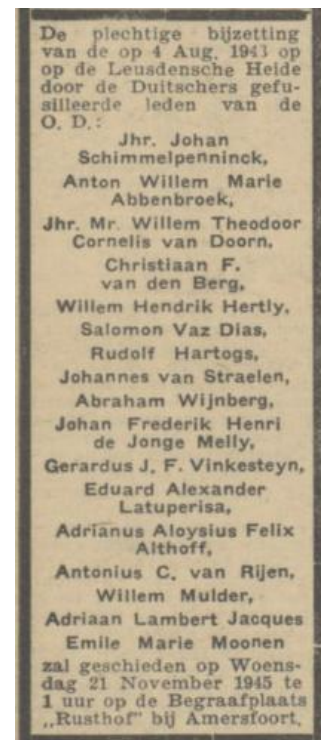 De plechtige bijzetting
van de op 4 Aug. 1943 op
op de Leusdensche Heide
door de Duitschers gefu-
silleerde leden van de
O. D.:
Jhr. Johan
Schimmelpenninck,
Anton Willem Marie
Abbenbroek,
Jhr. Mr. Willem Theodoor
Cornelis van Doorn,
Christiaan F.
van den Berg,
Willem Hendrik Hertly,
Salomon Vaz Dias,
Rudolf Hartogs,
Johannes van Straelen,
Abraham Wijnberg,
Johan Frederik Henri
de Jonge Melly,
Gerardus J. F. Vinkesteyn,
Eduard Alexander
Latuperisa,
Adrianus Aloysius Felix
Althoff,
Antonius C. van Rijen,
Willem Mulder,
Adriaan Lambert Jacques
Emile Marie Moonen
zal geschieden op Woens-
dag 21 November 1945 te
1 uur op de Begraafplaats
„Rusthof" bij Amersfoort.